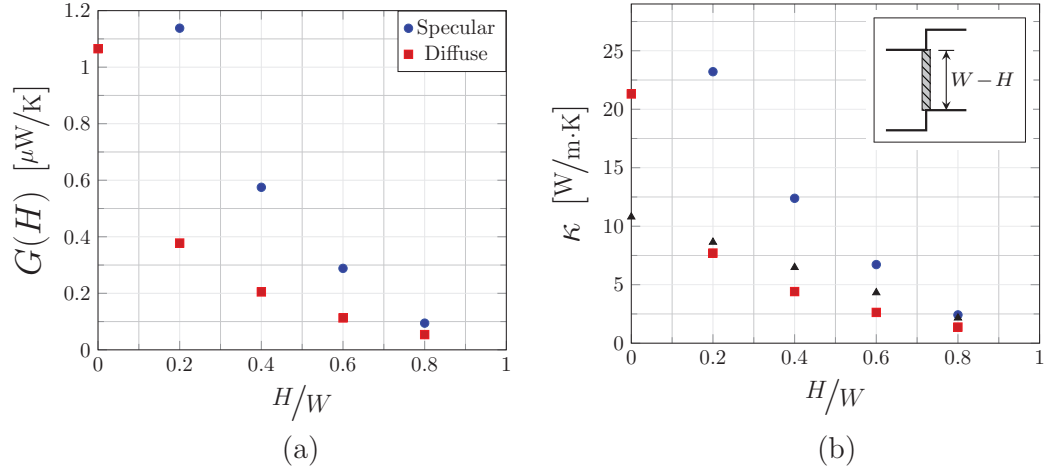 1.2
1
0.8
0.6
0.4
0.2
0
G(H) [μW/K]
Specular
Diffuse
0 0.2 0.4 0.6 0.8 1
H/W
(a)
25
20
15
10
5
0
κ [W/m·K]
W − H
0 0.2 0.4 0.6 0.8 1
H/W
(b)